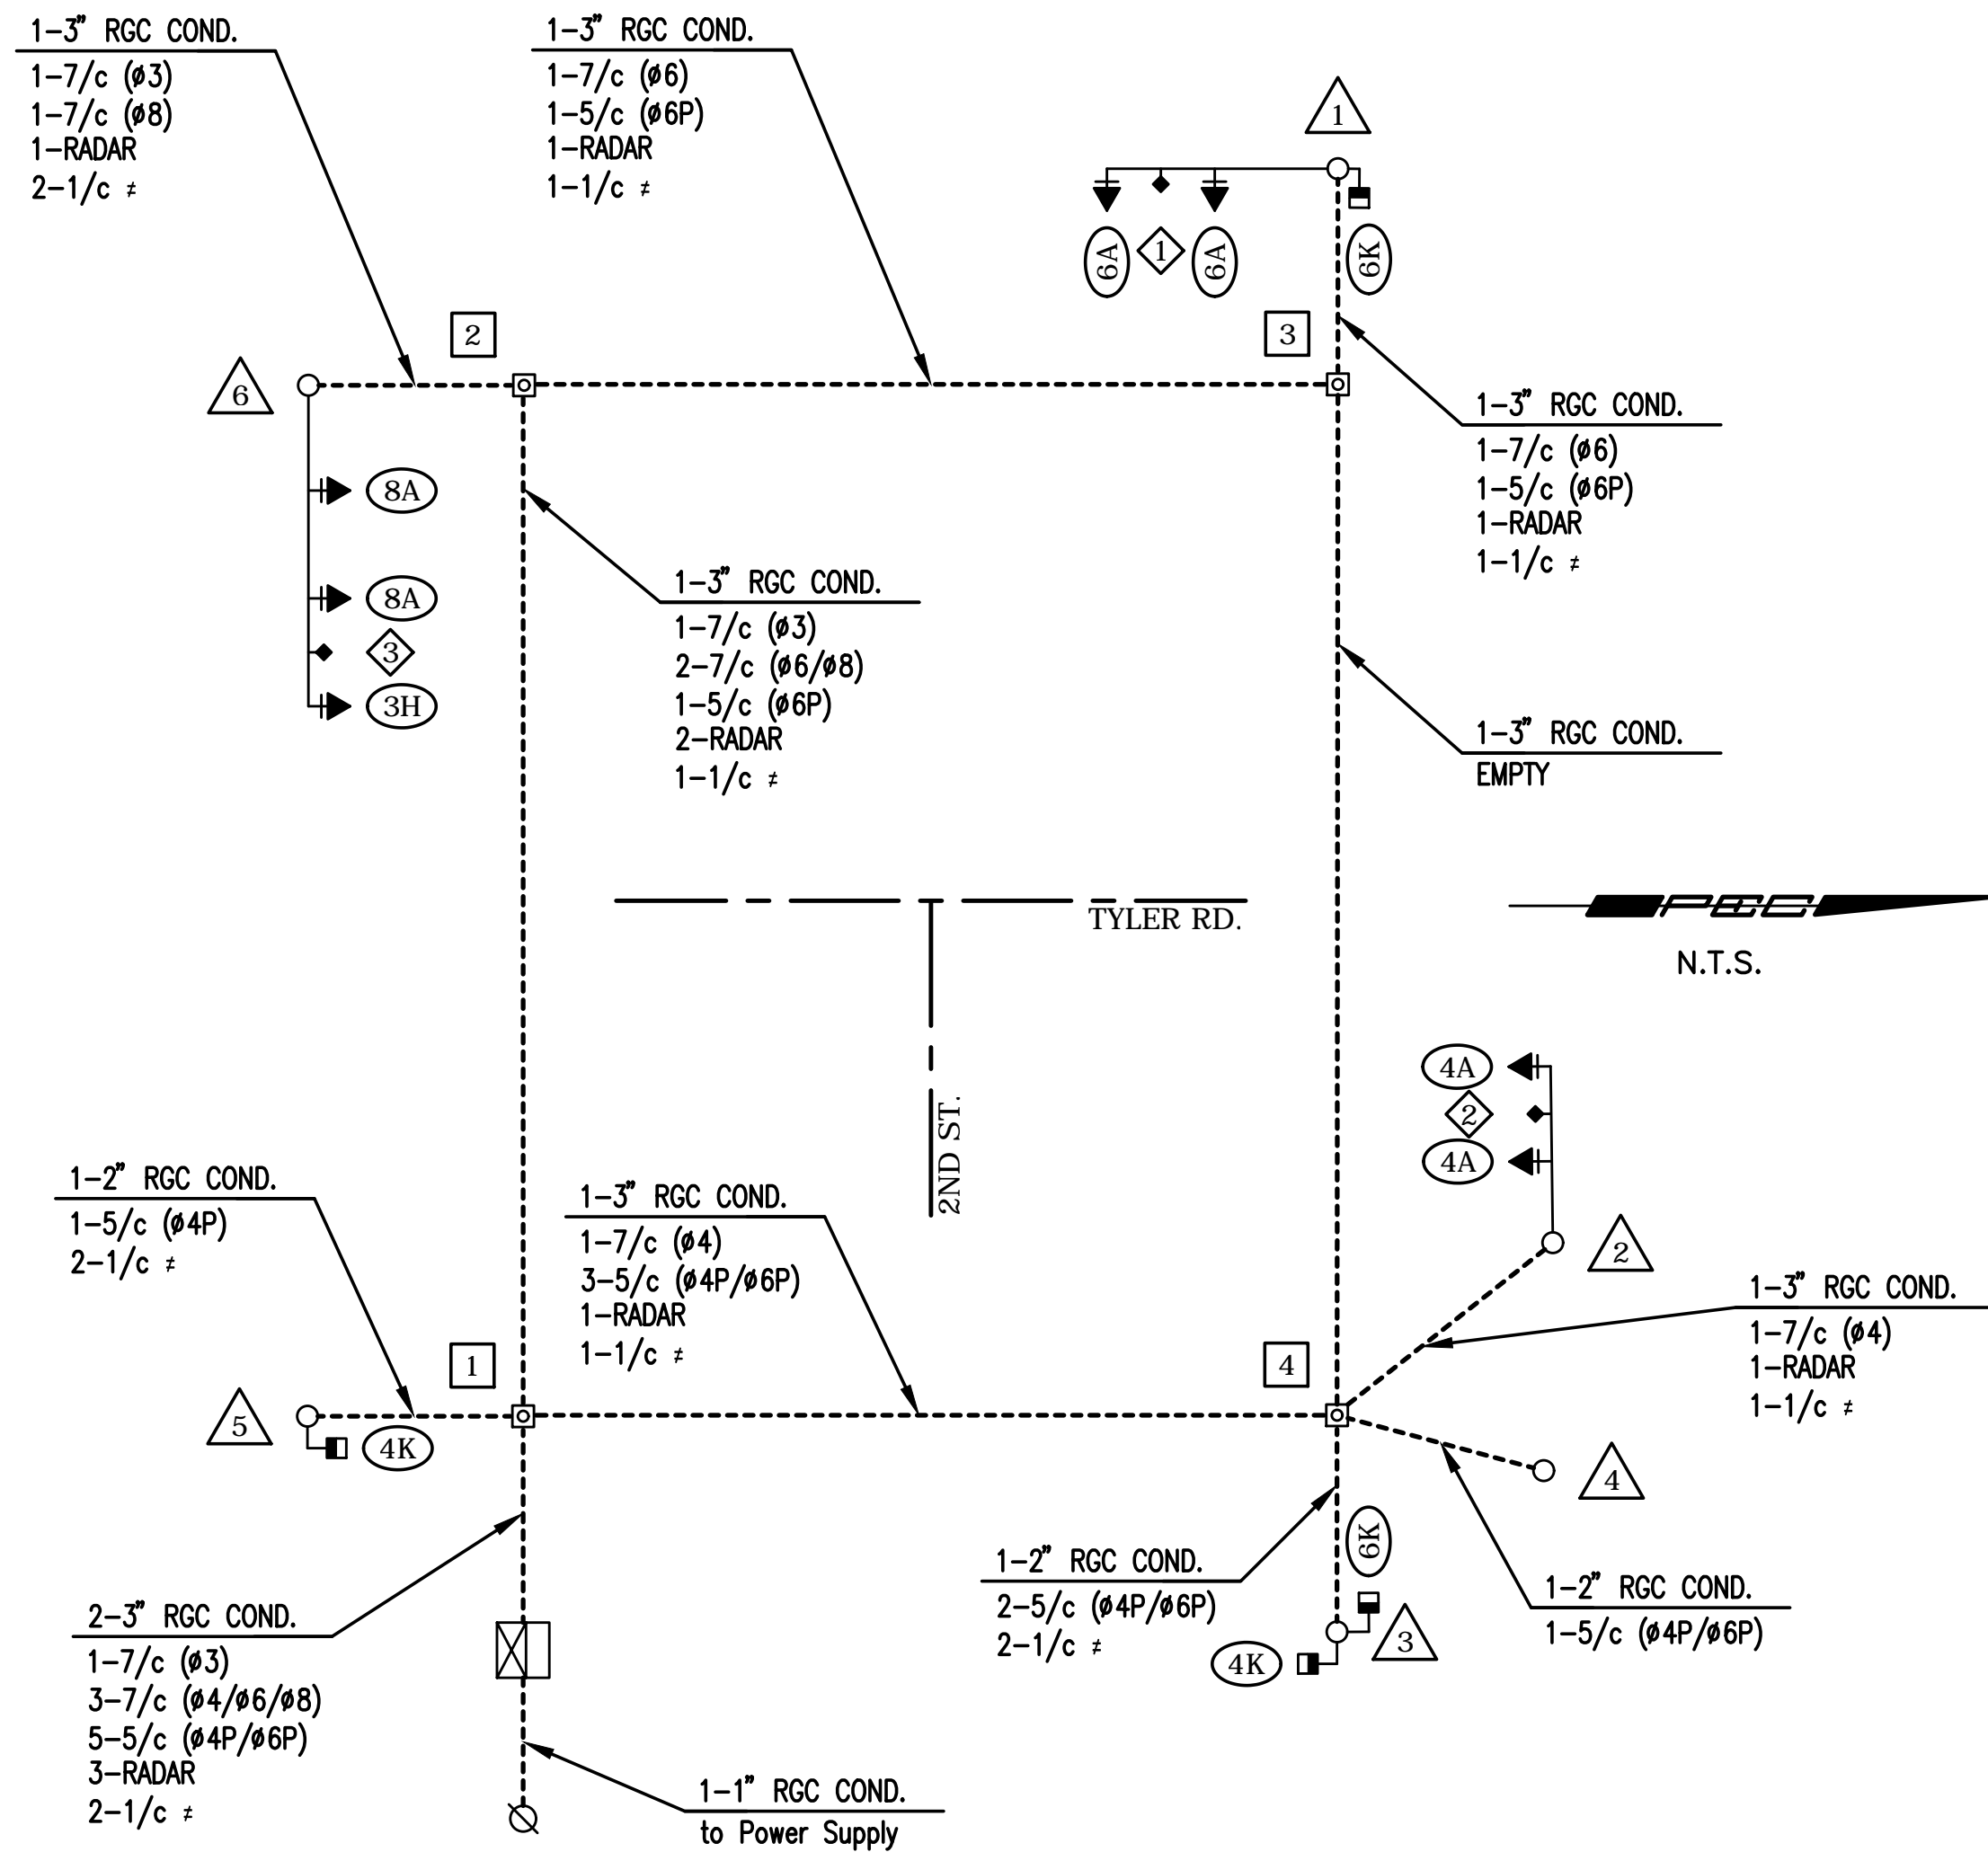 1-3" RGC COND.
1-7/c (ø3)
1-7/c (ø8)
1-RADAR
2-1/c ≠
1-3" RGC COND.
1-7/c (ø6)
1-5/c (ø6P)
1-RADAR
1-1/c ≠
1
6A
1
6A
6K
2
3
6
1-3" RGC COND.
1-7/c (ø6)
1-5/c (ø6P)
1-RADAR
1-1/c ≠
8A
8A
3
3H
1-3" RGC COND.
1-7/c (ø3)
2-7/c (ø6/ø8)
1-5/c (ø6P)
2-RADAR
1-1/c ≠
1-3" RGC COND.
EMPTY
TYLER RD.
2ND ST.
PEC
N.T.S.
4A
2
4A
2
1-2" RGC COND.
1-5/c (ø4P)
2-1/c ≠
1-3" RGC COND.
1-7/c (ø4)
3-5/c (ø4P/ø6P)
1-RADAR
1-1/c ≠
1-3" RGC COND.
1-7/c (ø4)
1-RADAR
1-1/c ≠
1
4
5
4K
4
6K
1-2" RGC COND.
2-5/c (ø4P/ø6P)
2-1/c ≠
1-2" RGC COND.
1-5/c (ø4P/ø6P)
3
4K
2-3" RGC COND.
1-7/c (ø3)
3-7/c (ø4/ø6/ø8)
5-5/c (ø4P/ø6P)
3-RADAR
2-1/c ≠
1-1" RGC COND.
to Power Supply